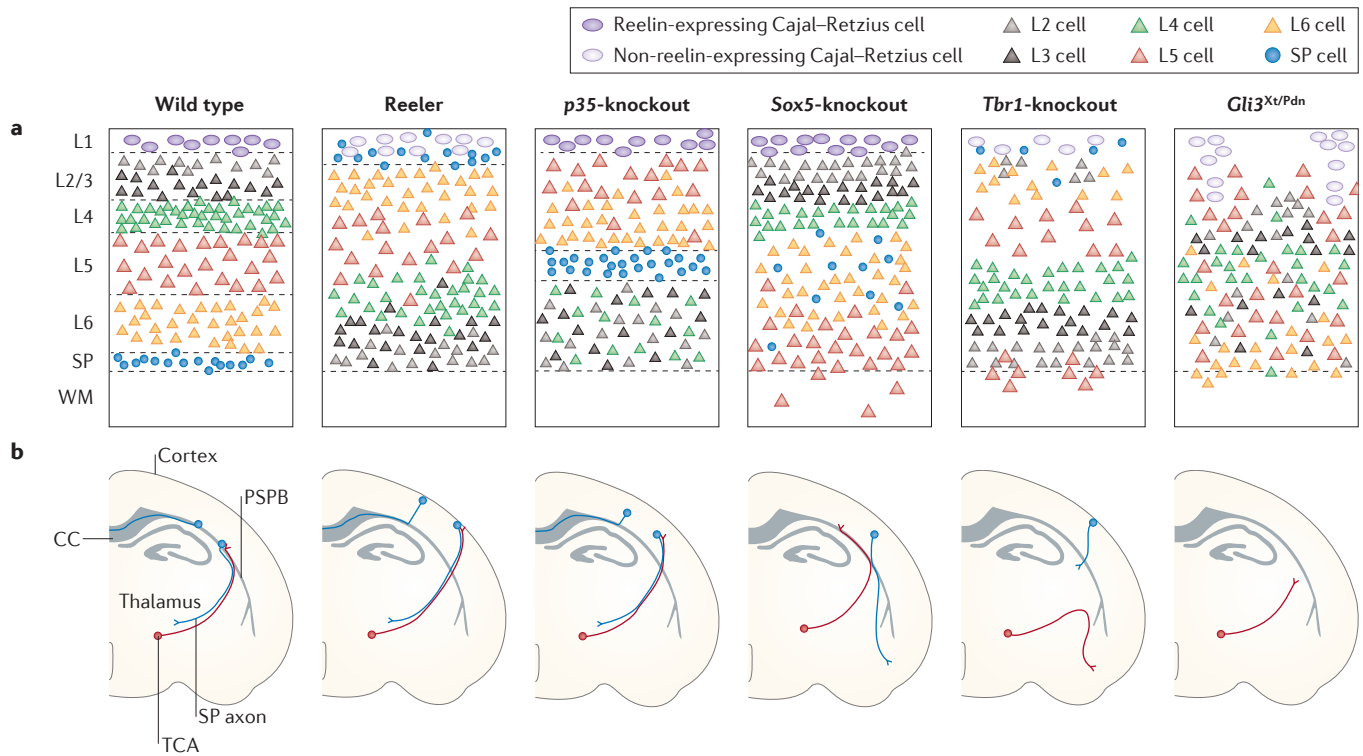 Reelin-expressing Cajal–Retzius cell
L2 cell
L4 cell
L6 cell
Non-reelin-expressing Cajal–Retzius cell
L3 cell
L5 cell
SP cell
Wild type
Reeler
p35-knockout
Sox5-knockout
Tbr1-knockout
Gli3Xt/Pdn
a
L1
L2/3
L4
L5
L6
SP
WM
b
Cortex
PSPB
CC
Thalamus
SP axon
TCA